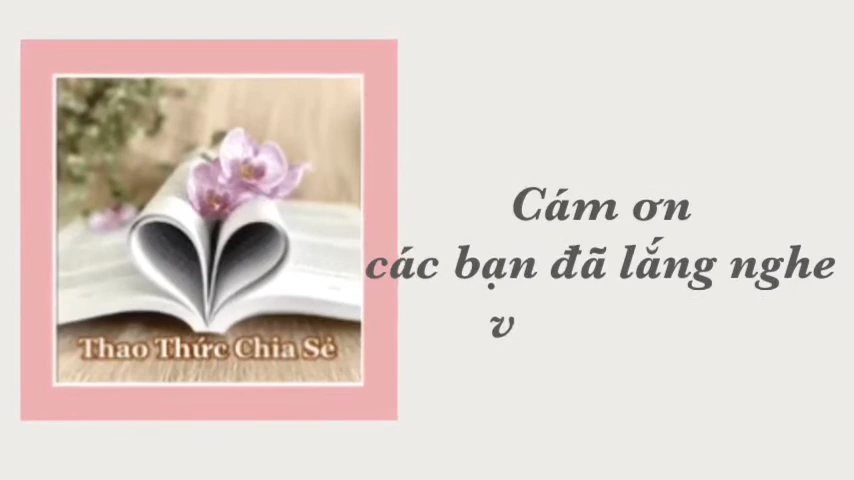 Cám ơn
các bạn đã lắng nghe
v
Thao Thức Chia Sẻ